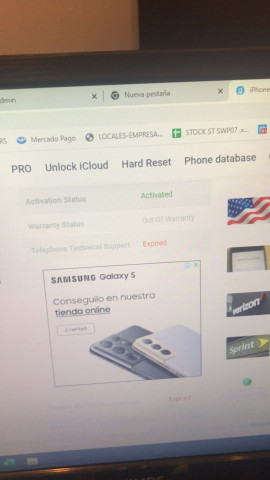 dmin
Nueva pestaña
iPhone
RS
Mercado Pago
LOCALES-EMPRESA...
STOCK ST SWP07 .x...
PRO Unlock iCloud Hard Reset Phone database
Activation Status Activated
Warranty Status Out Of Warranty
Telephone Technical Support Expired
SAMSUNG Galaxy S
Conseguilo en nuestra
tienda online
verizon
Sprint
Expired